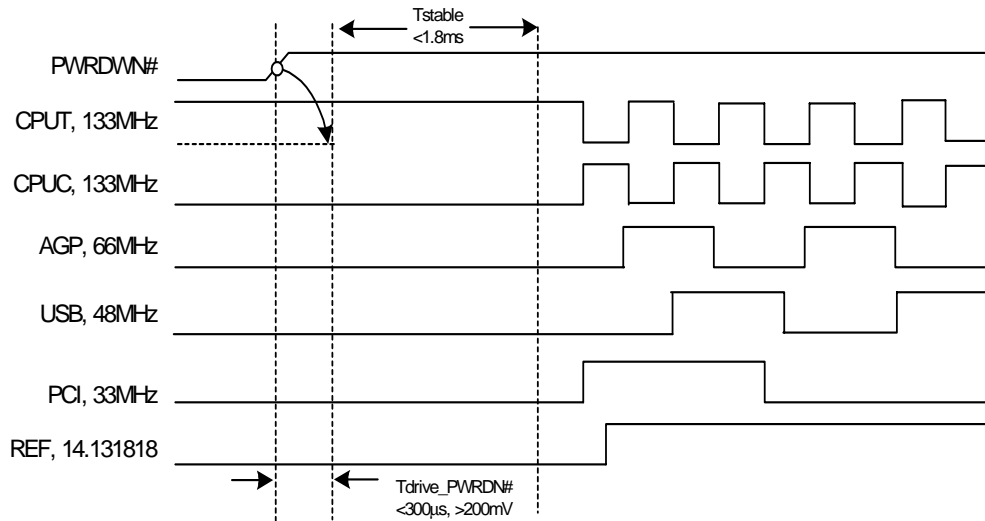 Tstable
<1.8ms
PWRDWN#
CPUT, 133MHz
CPUC, 133MHz
AGP, 66MHz
USB, 48MHz
PCI, 33MHz
REF, 14.131818
Tdrive_PWRDN#
<300µs, >200mV